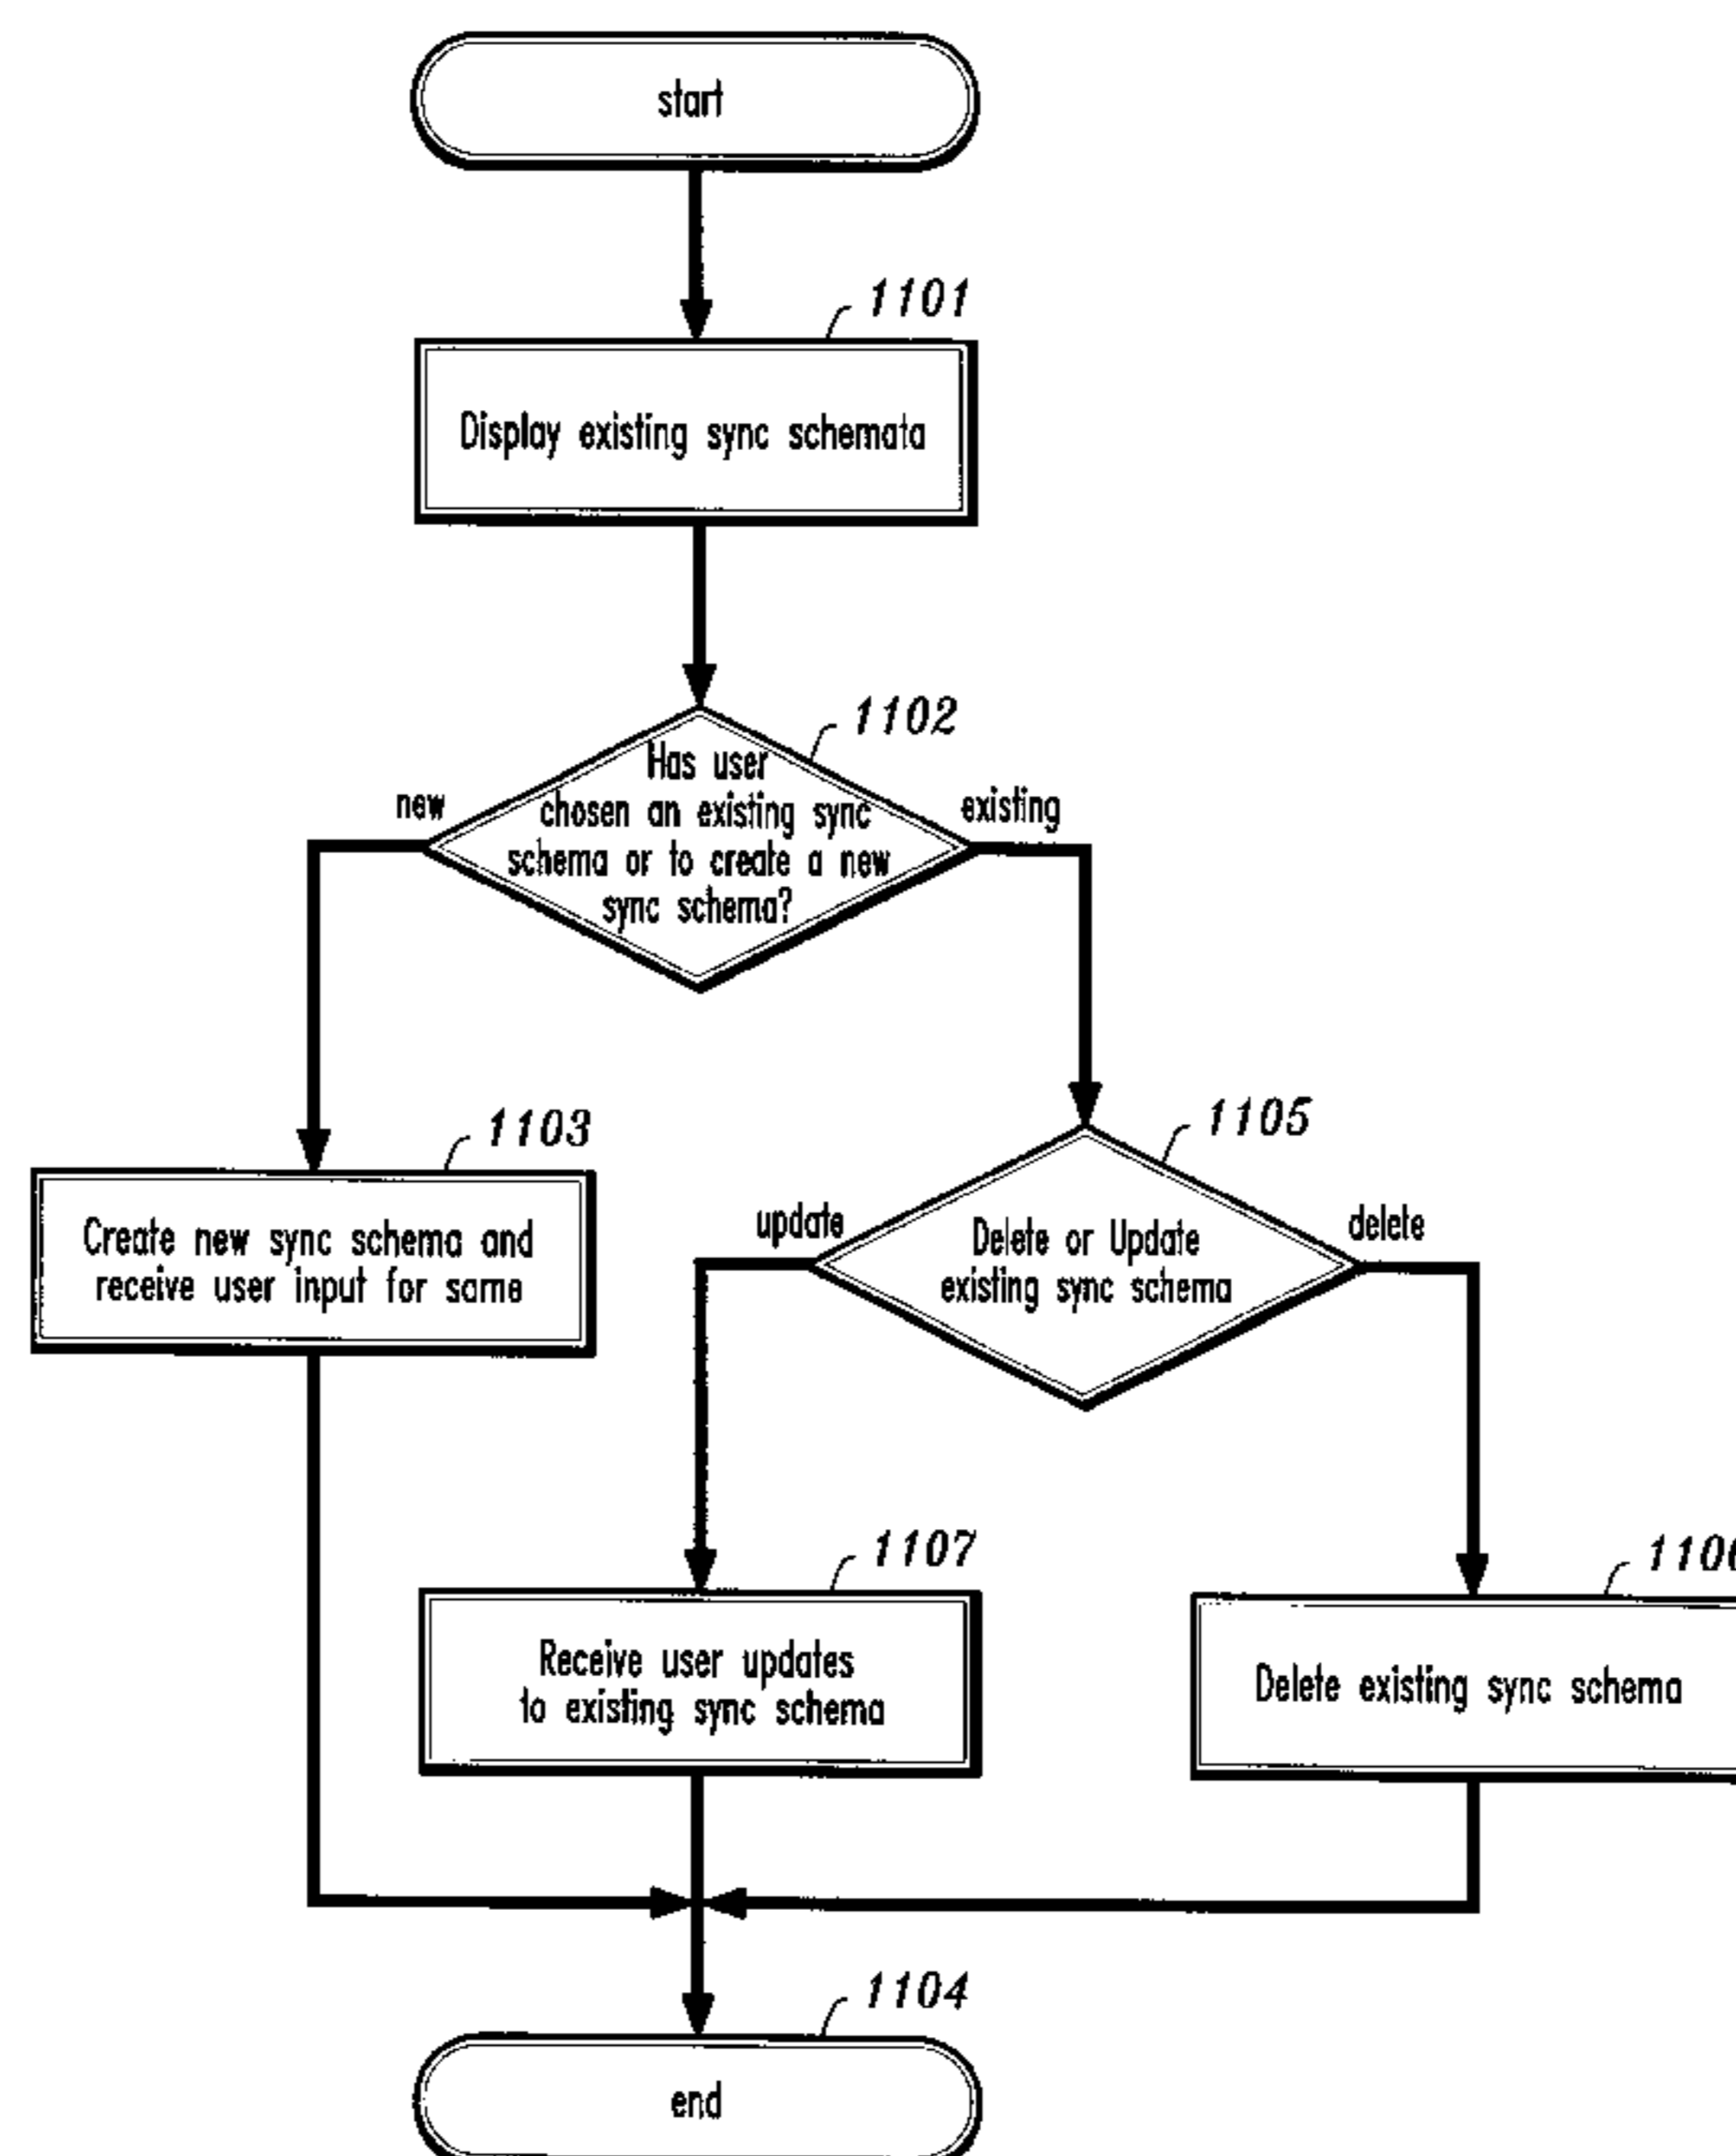 start
1101
Display existing sync schemata
1102
Has user
chosen an existing sync
schema or to create a new
sync schema?
new
existing
1103
Create new sync schema and
receive user input for same
1105
Delete or Update
existing sync schema
update
delete
1107
Receive user updates
to existing sync schema
Delete existing sync schema
1104
end